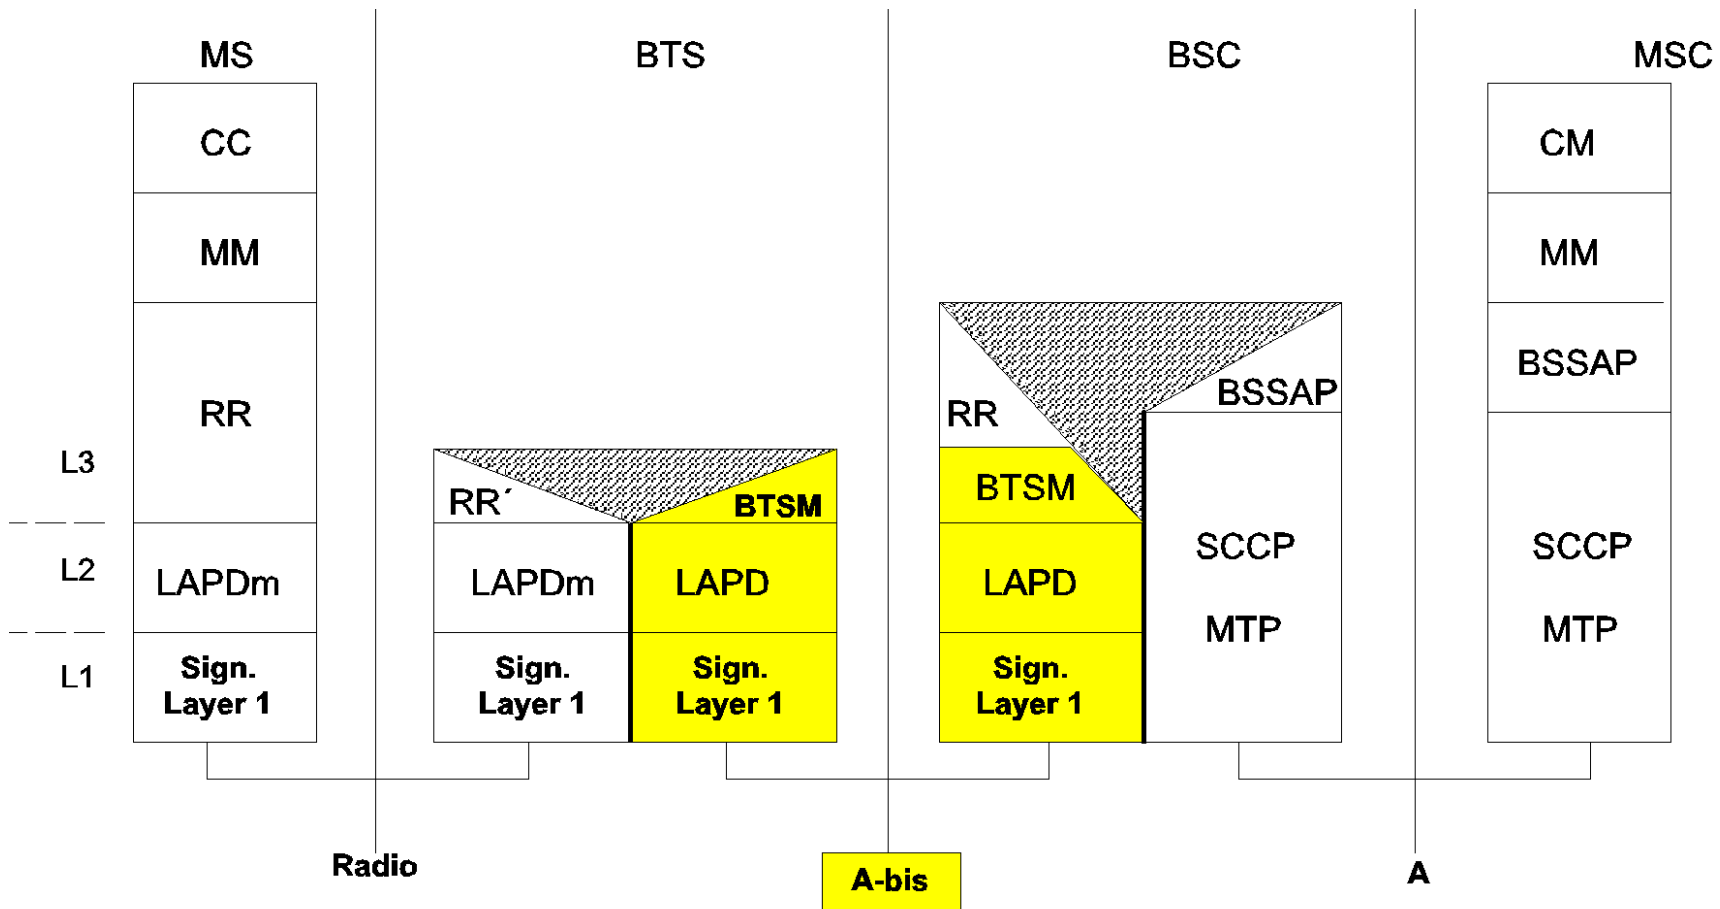 MS
BTS
BSC
MSC
CC
CM
MM
MM
RR
BSSAP
RR
BSSAP
L3
BTSM
RR´
BTSM
L2
LAPDm
LAPDm
LAPD
LAPD
SCCP
SCCP
MTP
MTP
L1
Sign.
Layer 1
Sign.
Layer 1
Sign.
Layer 1
Sign.
Layer 1
Radio
A-bis
A